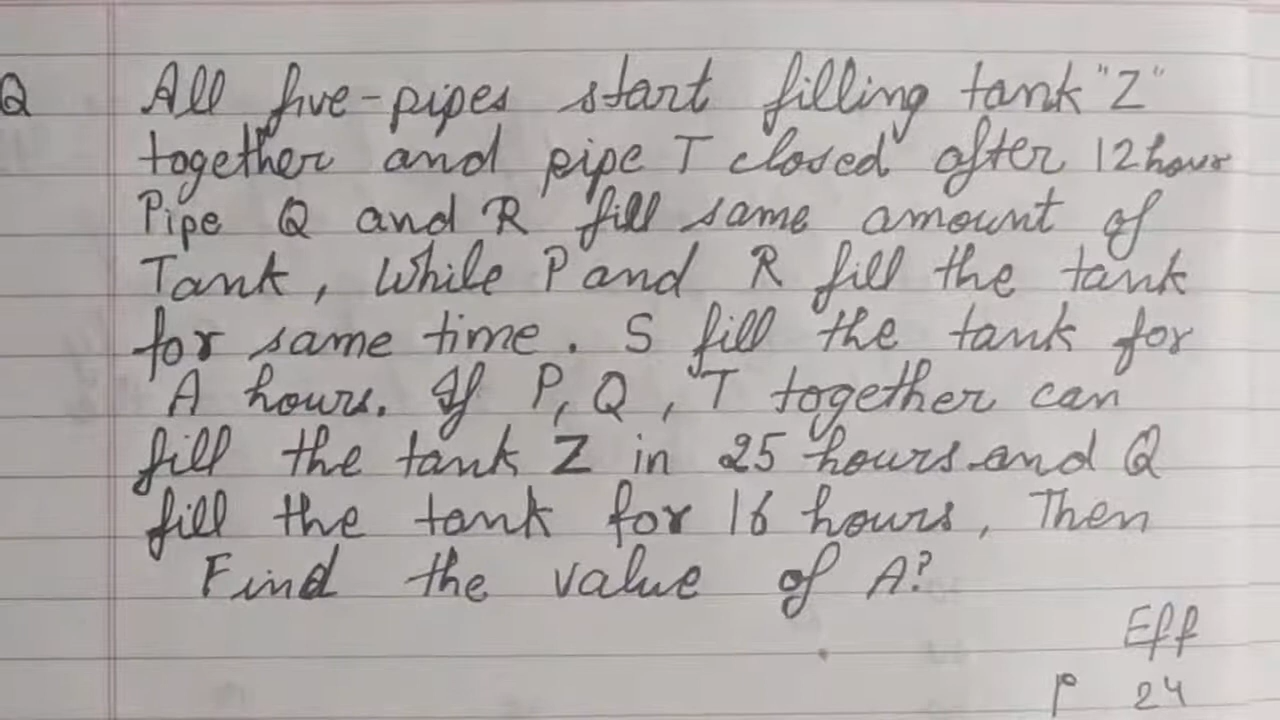 Q All five-pipes start filling tank "Z"
together and pipe T closed after 12 hour
Pipe Q and R fill same amount of
Tank, While P and R fill the tank
for same time. S fill the tank for
A hours. If P, Q, T together can
fill the tank Z in 25 hours and Q
fill the tank for 16 hours, Then
Find the value of A?
Eff
P 24